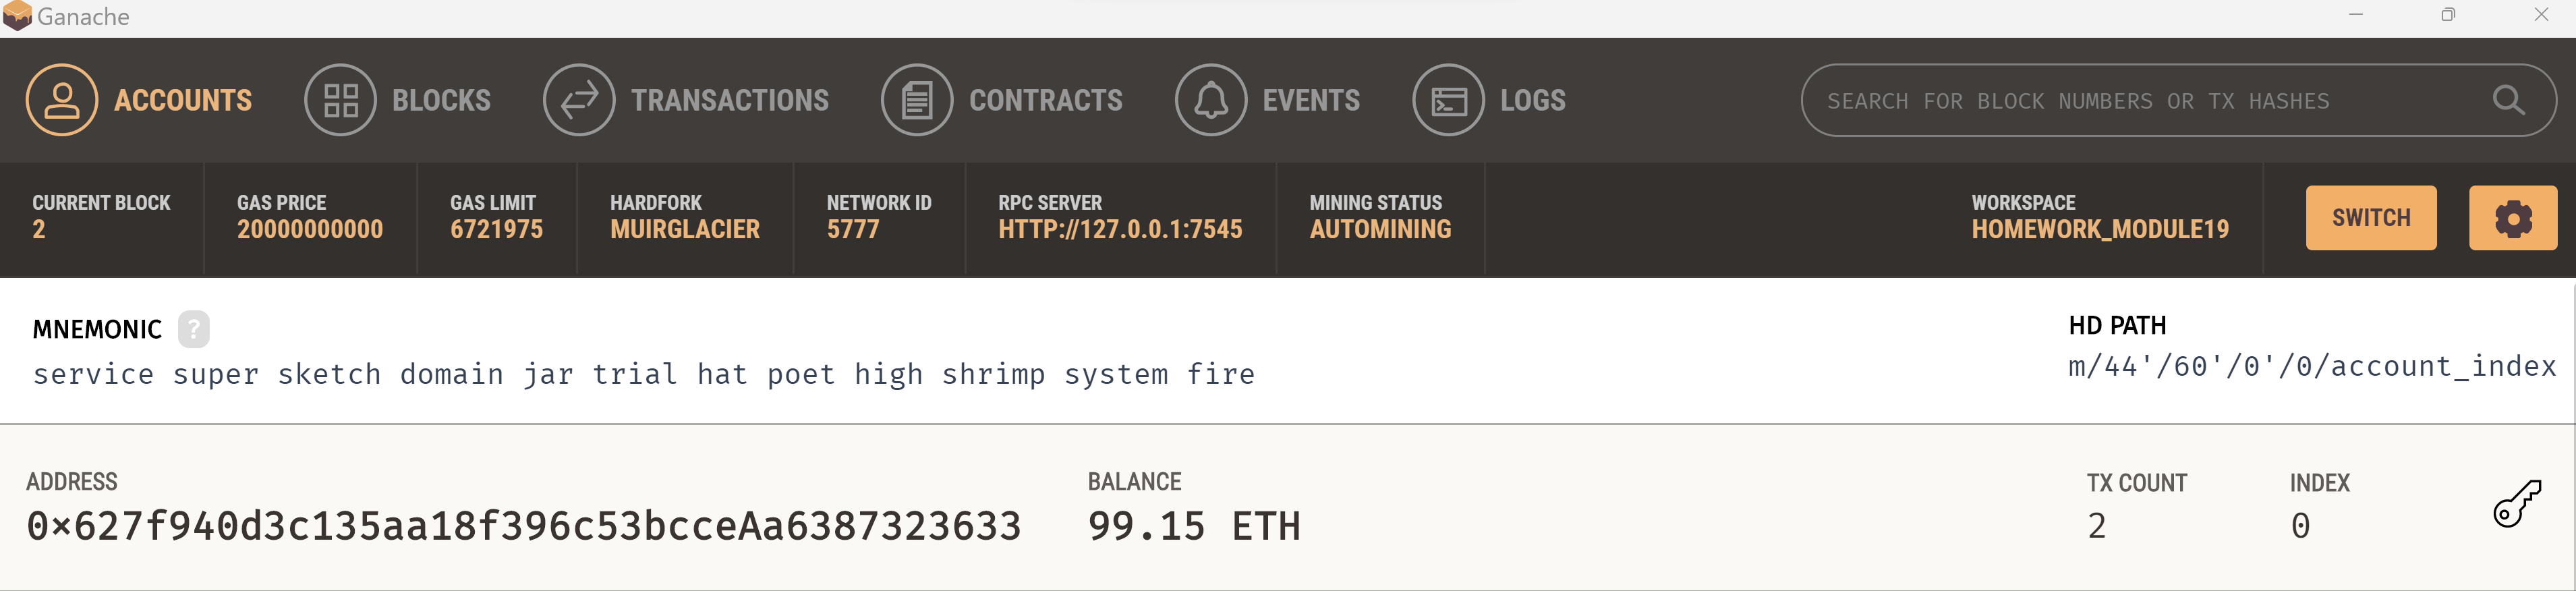 Ganache
ACCOUNTS BLOCKS TRANSACTIONS CONTRACTS EVENTS LOGS SEARCH FOR BLOCK NUMBERS OR TX HASHES
CURRENT BLOCK GAS PRICE GAS LIMIT HARDFORK NETWORK ID RPC SERVER MINING STATUS WORKSPACE
2 20000000000 6721975 MUIRGLACIER 5777 HTTP://127.0.0.1:7545 AUTOMINING HOMEWORK_MODULE19 SWITCH
MNEMONIC ? HD PATH
service super sketch domain jar trial hat poet high shrimp system fire m/44'/60'/0'/0/account_index
ADDRESS BALANCE TX COUNT INDEX
0×627f940d3c135aa18f396c53bcceAa6387323633 99.15 ETH 2 0